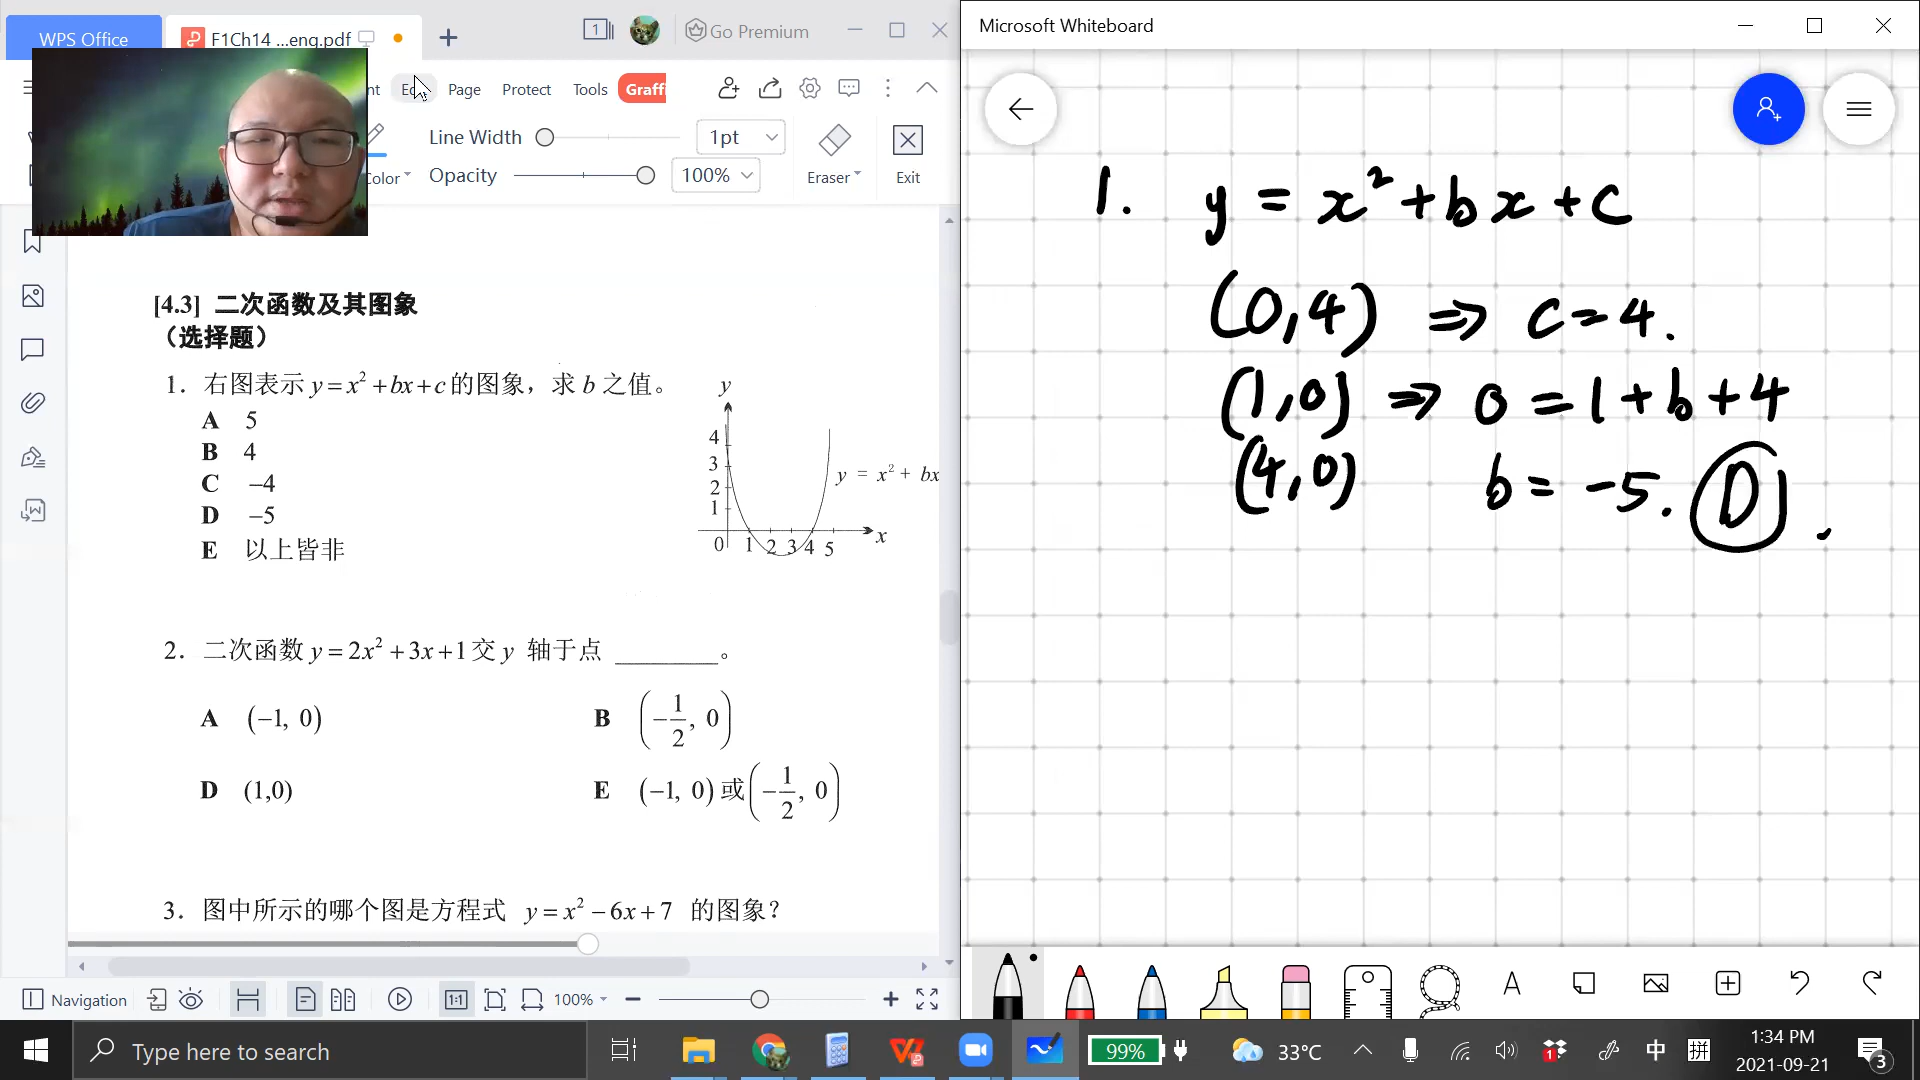 WPS Office
F1Ch14 ...eng.pdf
1
Go Premium
Microsoft Whiteboard
Page
Protect
Tools
Graffi
Line Width
1pt
Color
Opacity
100%
Eraser
Exit
[4.3] 二次函数及其图象
（选择题）
1. 右图表示 y = x² + bx + c 的图象，求 b 之值。
A 5
B 4
C −4
D −5
E 以上皆非
y
4
3
2
1
0 1 2 3 4 5
x
y = x² + bx
2. 二次函数 y = 2x² + 3x + 1 交 y 轴于点 ________。
A (−1, 0)
B (−1/2, 0)
D (1,0)
E (−1, 0) 或 (−1/2, 0)
3. 图中所示的哪个图是方程式 y = x² − 6x + 7 的图象？
1. y = x² + bx + c
(0,4) ⇒ c = 4.
(1,0) ⇒ 0 = 1 + b + 4
(4,0) b = −5. (D).
Navigation
1:1
100%
Type here to search
99%
33°C
1
中
拼
1:34 PM
2021-09-21
3